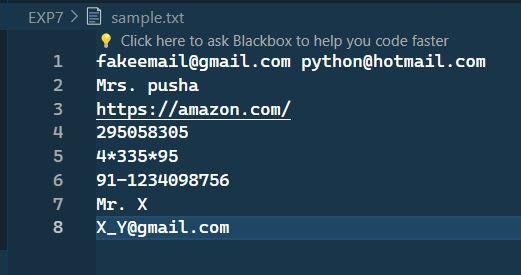 EXP7 > sample.txt
Click here to ask Blackbox to help you code faster
1 fakeemail@gmail.com python@hotmail.com
2 Mrs. pusha
3 https://amazon.com/
4 295058305
5 4*335*95
6 91-1234098756
7 Mr. X
8 X_Y@gmail.com